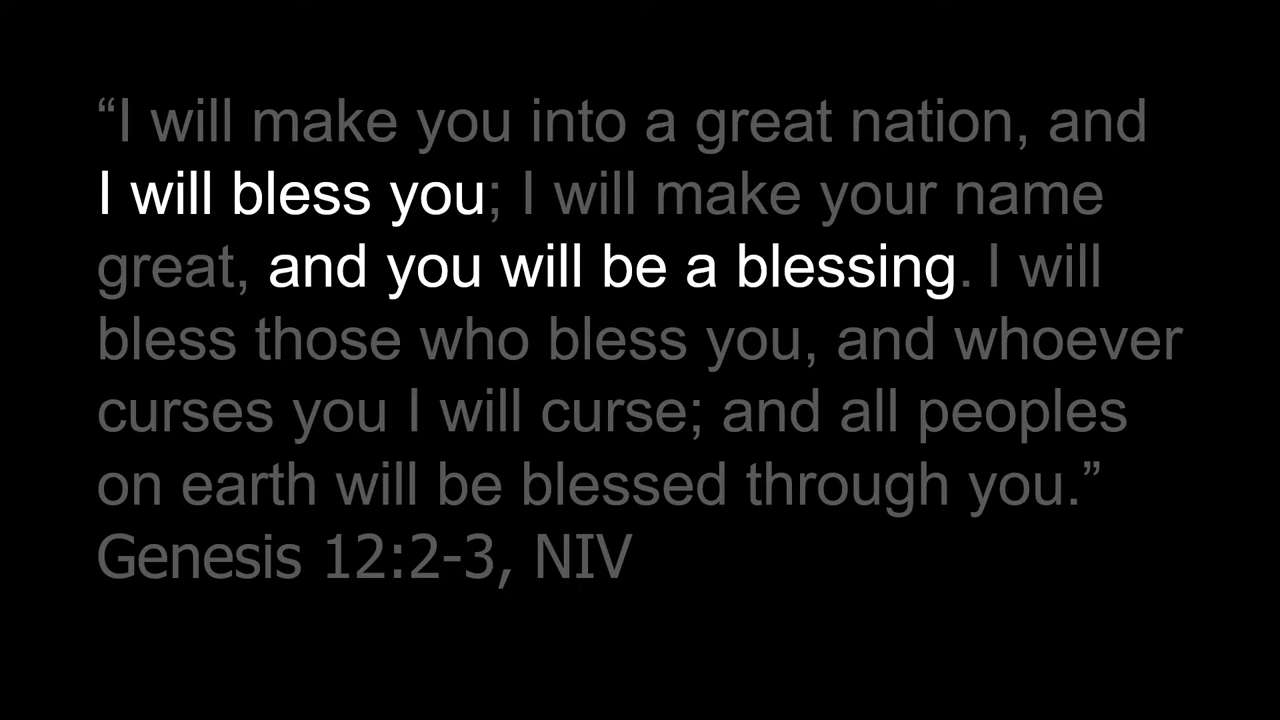 “I will make you into a great nation, and
I will bless you; I will make your name
great, and you will be a blessing. I will
bless those who bless you, and whoever
curses you I will curse; and all peoples
on earth will be blessed through you.”
Genesis 12:2-3, NIV